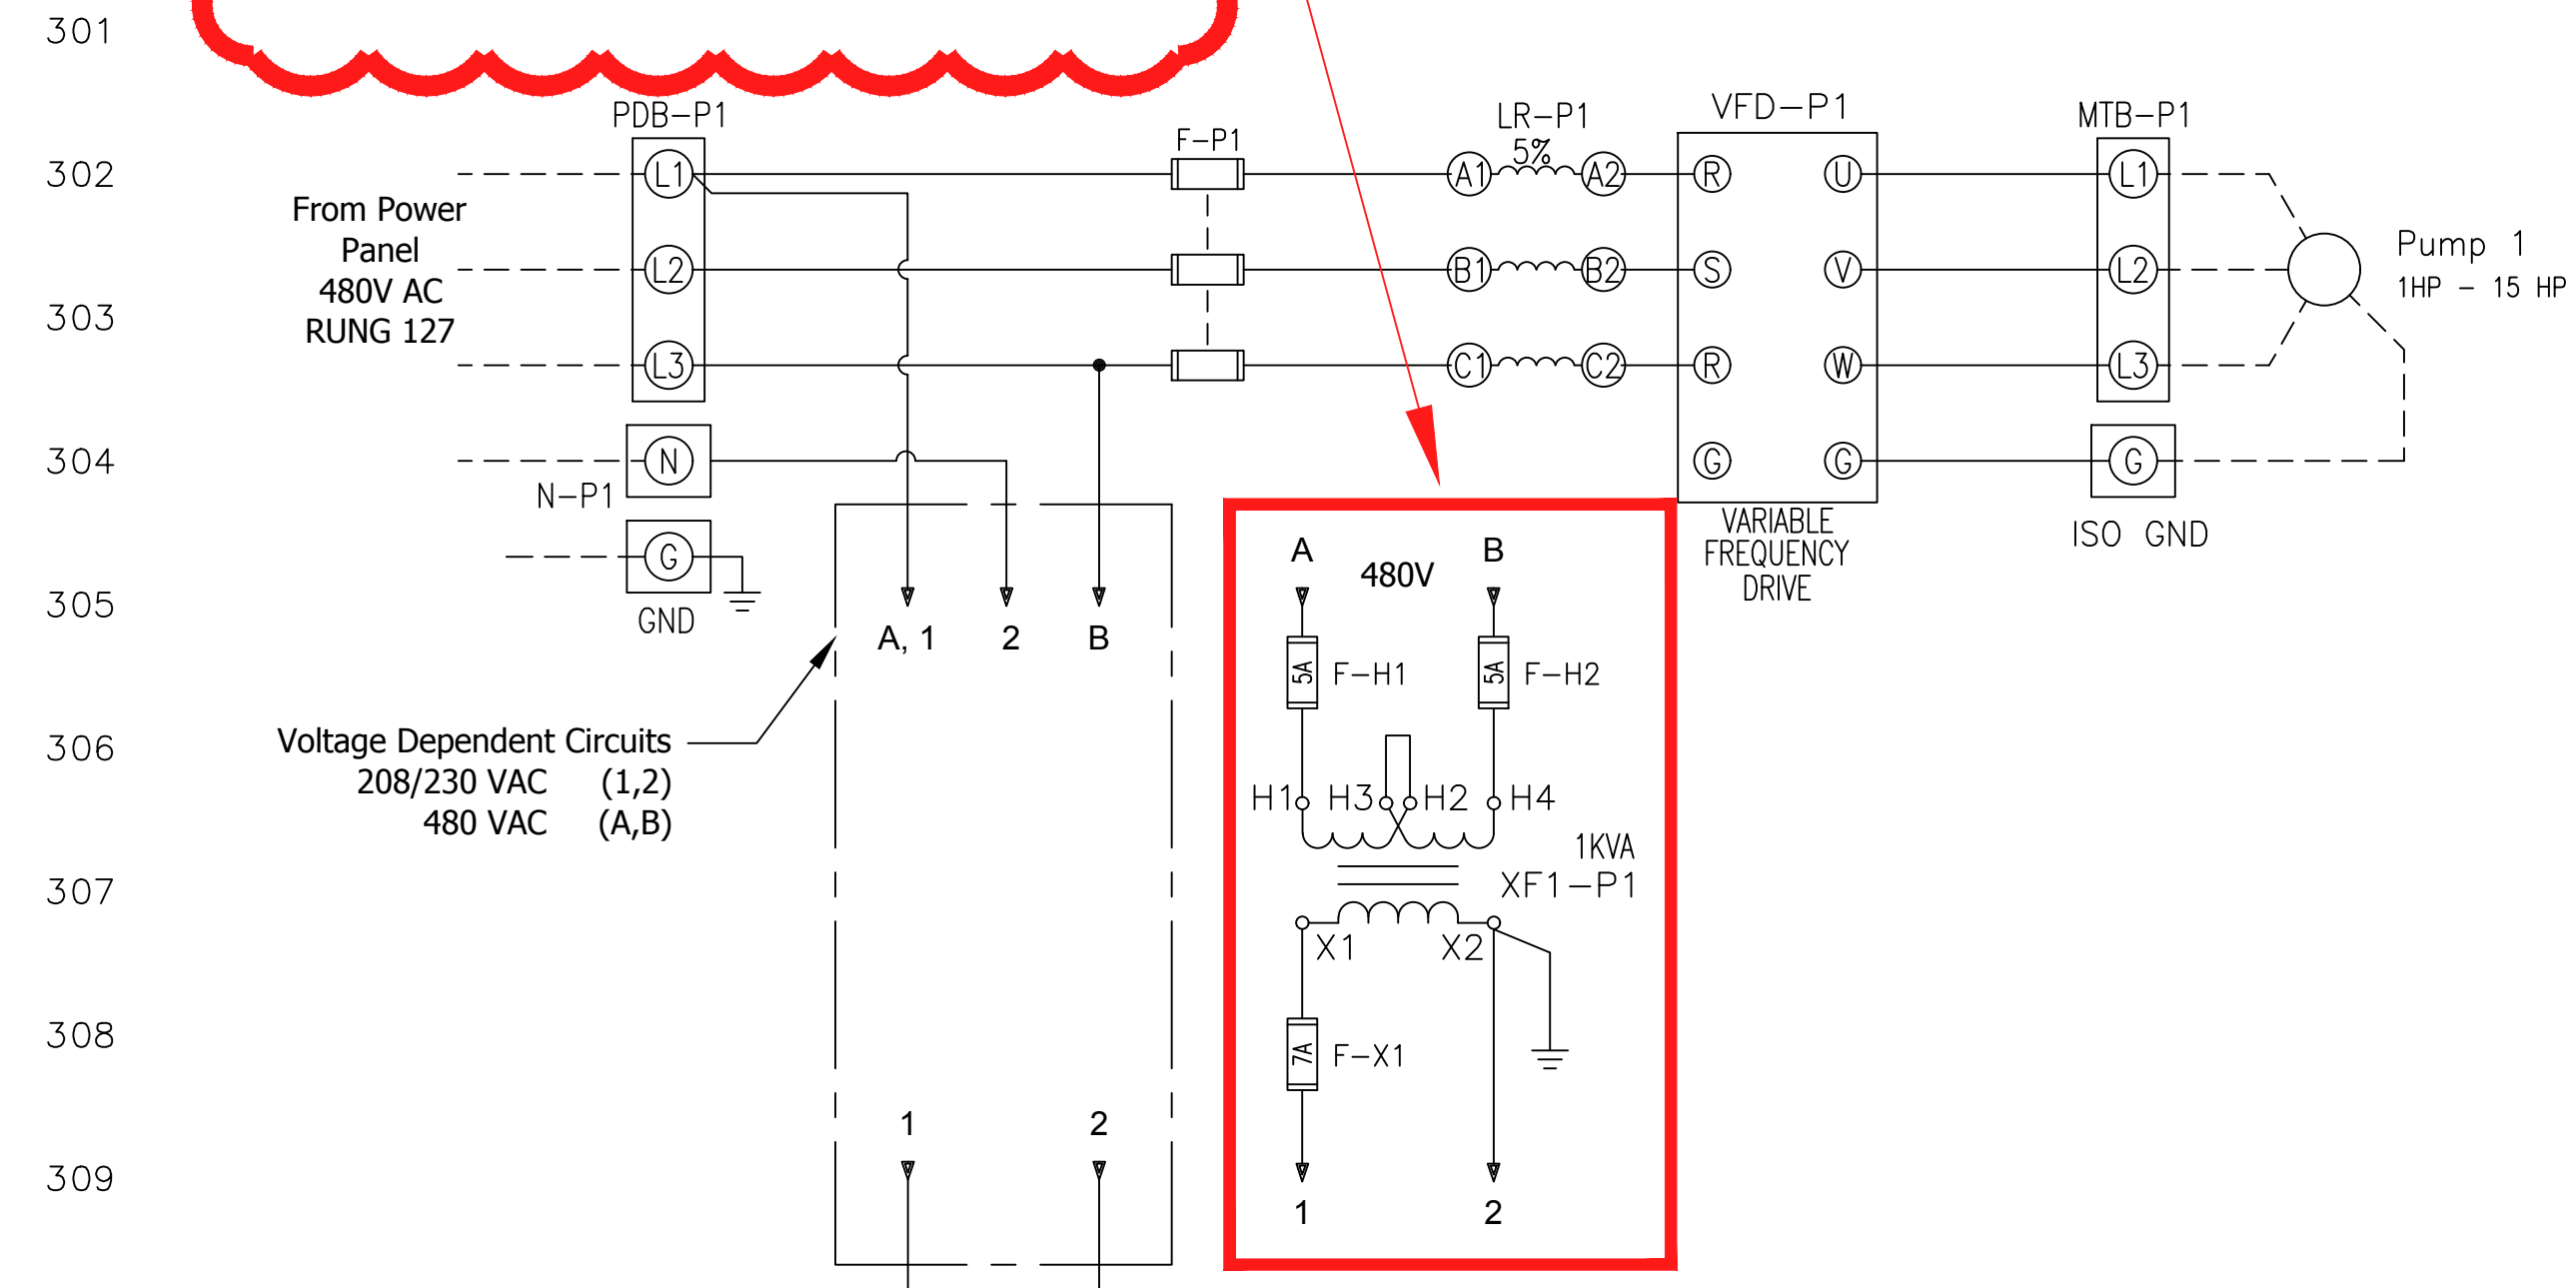 301
302
303
304
305
306
307
308
309
PDB-P1
L1
L2
L3
From Power
Panel
480V AC
RUNG 127
N
N-P1
G
GND
F-P1
LR-P1
5%
A1
A2
B1
B2
C1
C2
VFD-P1
R
U
S
V
R
W
G
G
VARIABLE
FREQUENCY
DRIVE
MTB-P1
L1
L2
L3
G
ISO GND
Pump 1
1HP - 15 HP
A, 1
2
B
Voltage Dependent Circuits
208/230 VAC (1,2)
480 VAC (A,B)
1
2
A
B
480V
5A
F-H1
5A
F-H2
H1
H3
H2
H4
1KVA
XF1-P1
X1
X2
7A
F-X1
1
2